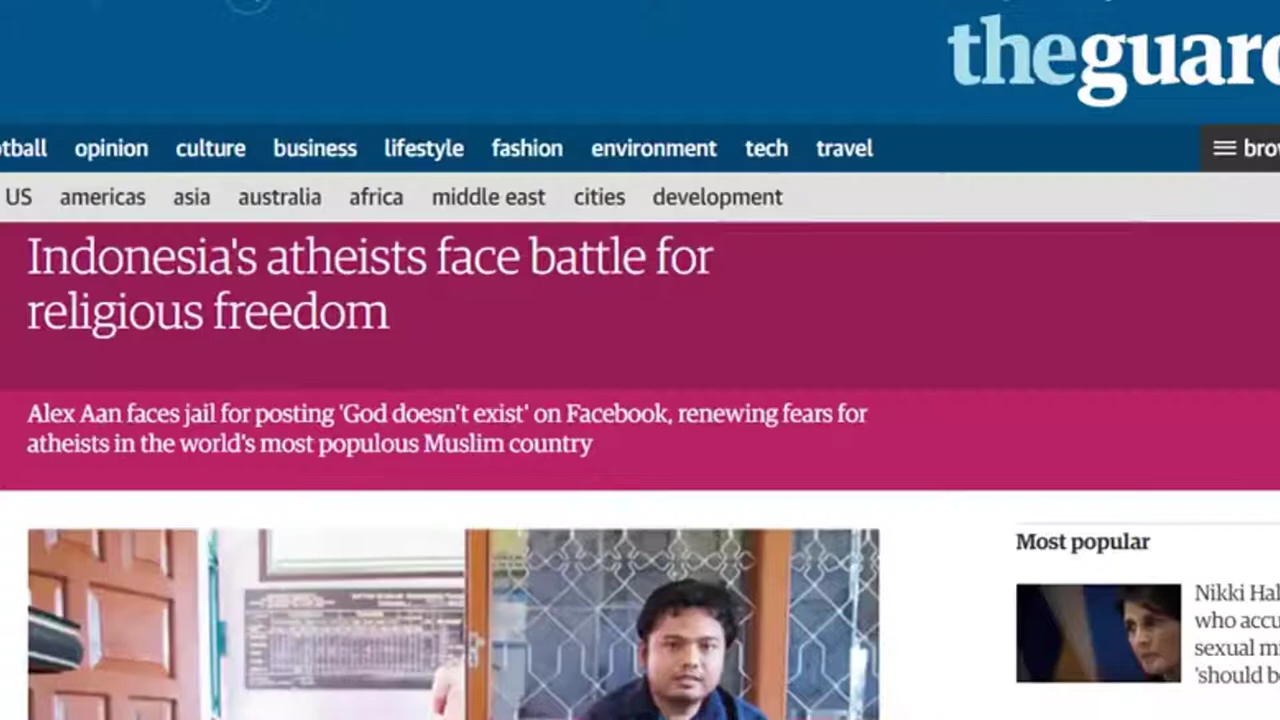 theguard
otball opinion culture business lifestyle fashion environment tech travel
brow
US americas asia australia africa middle east cities development
Indonesia's atheists face battle for
religious freedom
Alex Aan faces jail for posting 'God doesn't exist' on Facebook, renewing fears for
atheists in the world's most populous Muslim country
Most popular
Nikki Hal
who accu
sexual m
'should b